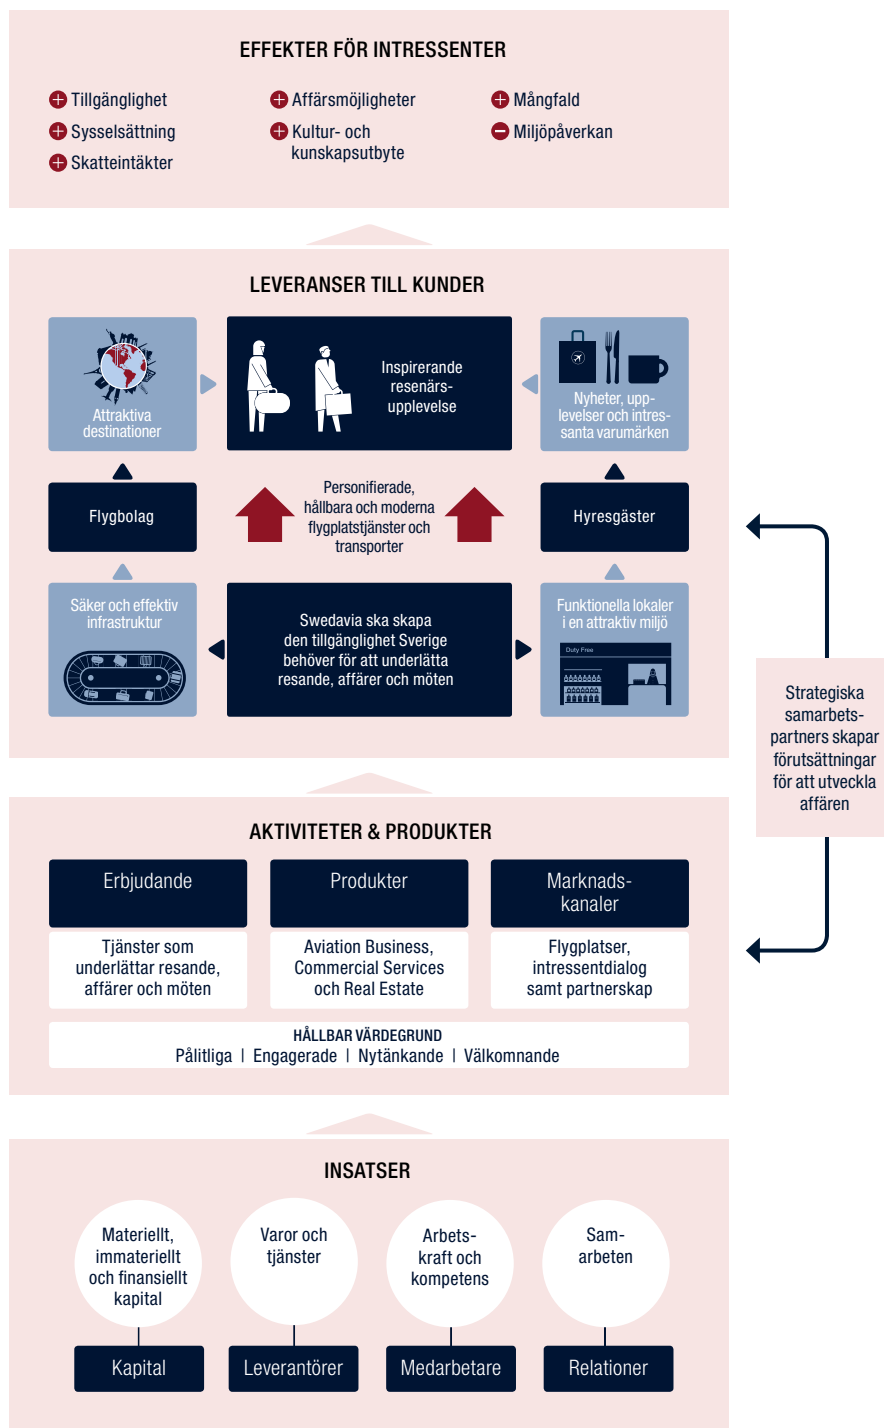 EFFEKTER FÖR INTRESSENTER
Tillgänglighet
Sysselsättning
Skatteintäkter
Affärsmöjligheter
Kultur- och
kunskapsutbyte
Mångfald
Miljöpåverkan
LEVERANSER TILL KUNDER
Attraktiva
destinationer
Inspirerande
resenärs-
upplevelse
Nyheter, upp-
levelser och intres-
santa varumärken
Flygbolag
Personifierade,
hållbara och moderna
flygplatstjänster och
transporter
Hyresgäster
Säker och effektiv
infrastruktur
Swedavia ska skapa
den tillgänglighet Sverige
behöver för att underlätta
resande, affärer och möten
Funktionella lokaler
i en attraktiv miljö
Duty Free
Strategiska
samarbets-
partners skapar
förutsättningar
för att utveckla
affären
AKTIVITETER & PRODUKTER
Erbjudande
Tjänster som
underlättar resande,
affärer och möten
Produkter
Aviation Business,
Commercial Services
och Real Estate
Marknads-
kanaler
Flygplatser,
intressentdialog
samt partnerskap
HÅLLBAR VÄRDEGRUND
Pålitliga | Engagerade | Nytänkande | Välkomnande
INSATSER
Materiellt,
immateriellt
och finansiellt
kapital
Kapital
Varor och
tjänster
Leverantörer
Arbets-
kraft och
kompetens
Medarbetare
Sam-
arbeten
Relationer